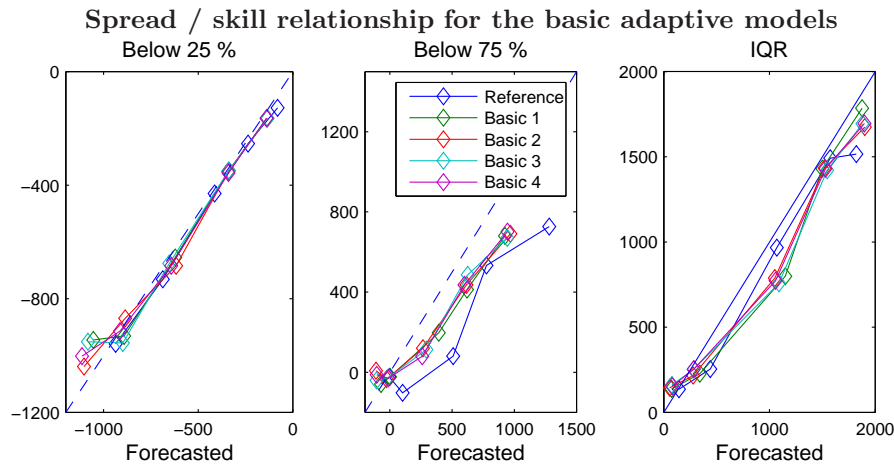 Spread / skill relationship for the basic adaptive models
Below 25 %
0
−400
−800
−1200
−1000
−500
0
Forecasted
Below 75 %
1400
800
400
0
0
500
1000
1500
Forecasted
Reference
Basic 1
Basic 2
Basic 3
Basic 4
IQR
2000
1500
1000
500
0
0
1000
2000
Forecasted